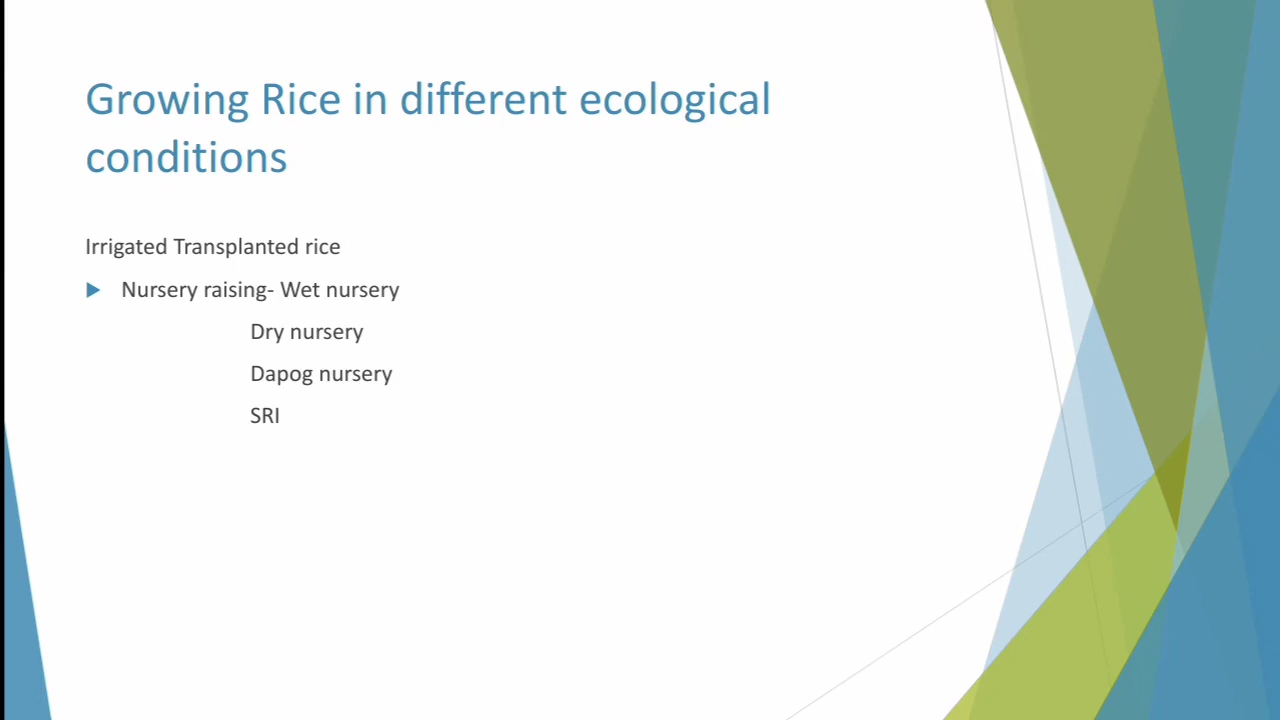 Growing Rice in different ecological
conditions
Irrigated Transplanted rice
Nursery raising- Wet nursery
Dry nursery
Dapog nursery
SRI